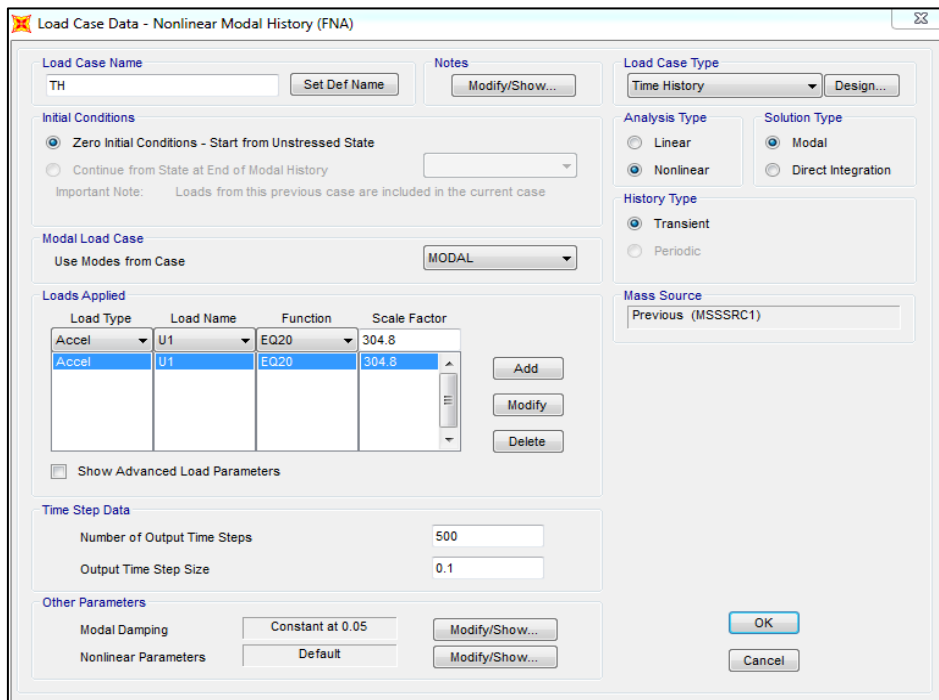 Load Case Data - Nonlinear Modal History (FNA)
Load Case Name
TH
Set Def Name
Notes
Modify/Show...
Load Case Type
Time History
Design...
Initial Conditions
Zero Initial Conditions - Start from Unstressed State
Continue from State at End of Modal History
Important Note: Loads from this previous case are included in the current case
Analysis Type
Linear
Nonlinear
Solution Type
Modal
Direct Integration
History Type
Transient
Periodic
Modal Load Case
Use Modes from Case
MODAL
Loads Applied
Load Type Load Name Function Scale Factor
Accel U1 EQ20 304.8
Accel U1 EQ20 304.8
Add
Modify
Delete
Show Advanced Load Parameters
Mass Source
Previous (MSSSRC1)
Time Step Data
Number of Output Time Steps 500
Output Time Step Size 0.1
Other Parameters
Modal Damping Constant at 0.05 Modify/Show...
Nonlinear Parameters Default Modify/Show...
OK
Cancel